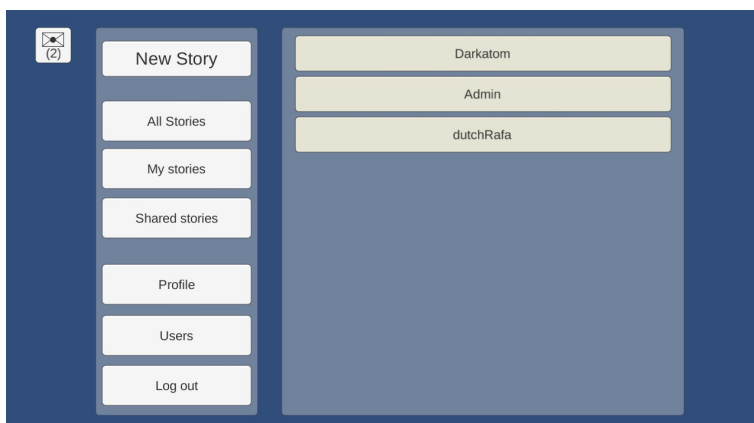 (2)
New Story
All Stories
My stories
Shared stories
Profile
Users
Log out
Darkatom
Admin
dutchRafa